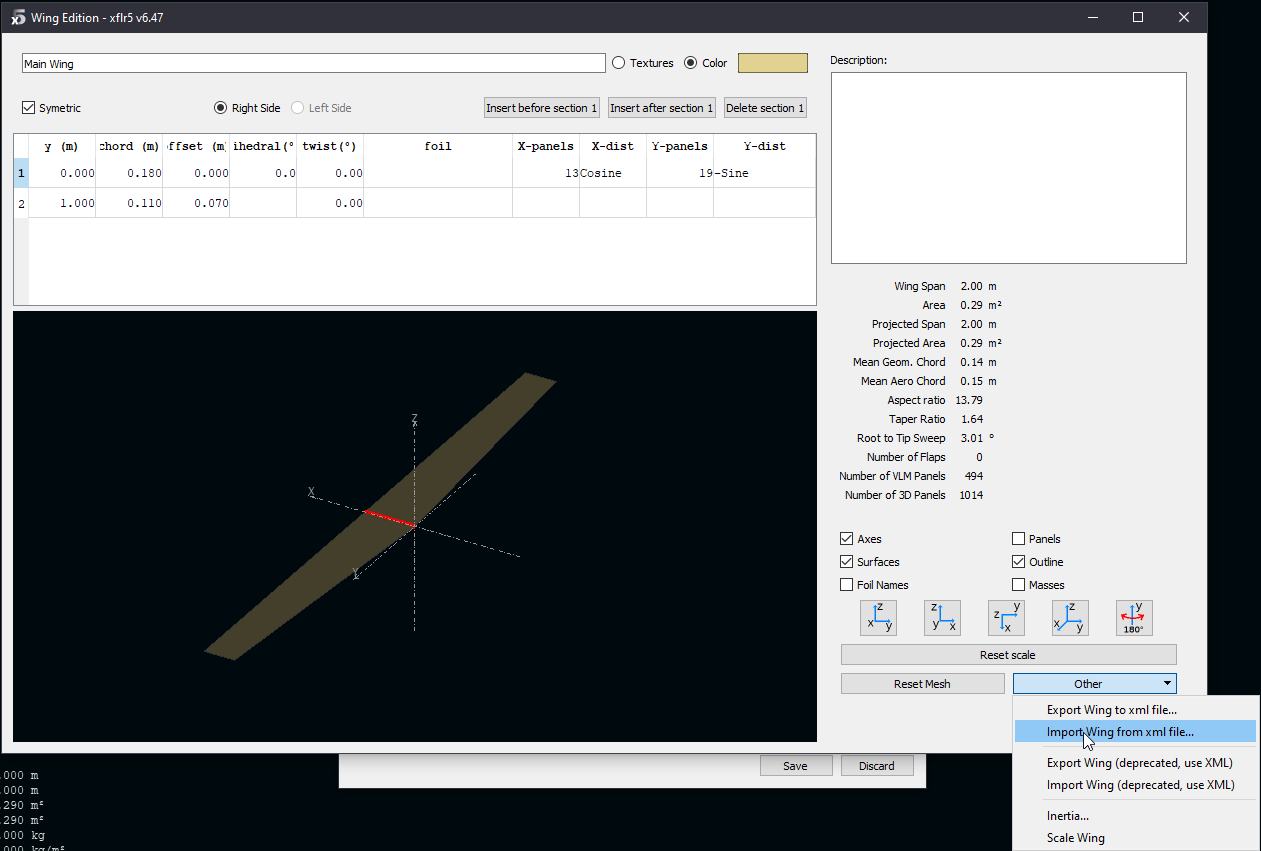 Wing Edition - xflr5 v6.47
Main Wing
Textures
Color
Description:
Symetric
Right Side
Left Side
Insert before section 1
Insert after section 1
Delete section 1
y (m) chord (m) ffset (m ihedral(° twist(°) foil X-panels X-dist Y-panels Y-dist
1 0.000 0.180 0.000 0.0 0.00 13 Cosine 19 -Sine
2 1.000 0.110 0.070 0.00
Wing Span 2.00 m
Area 0.29 m²
Projected Span 2.00 m
Projected Area 0.29 m²
Mean Geom. Chord 0.14 m
Mean Aero Chord 0.15 m
Aspect ratio 13.79
Taper Ratio 1.64
Root to Tip Sweep 3.01 °
Number of Flaps 0
Number of VLM Panels 494
Number of 3D Panels 1014
Z
X
Y
Axes
Panels
Surfaces
Outline
Foil Names
Masses
z x y
z y x
y z x
z x y
y 180°
Reset scale
Reset Mesh
Other
Export Wing to xml file...
Import Wing from xml file...
Export Wing (deprecated, use XML)
Import Wing (deprecated, use XML)
Inertia...
Scale Wing
Save
Discard
.000 m
.000 m
.290 m²
.290 m²
.000 kg